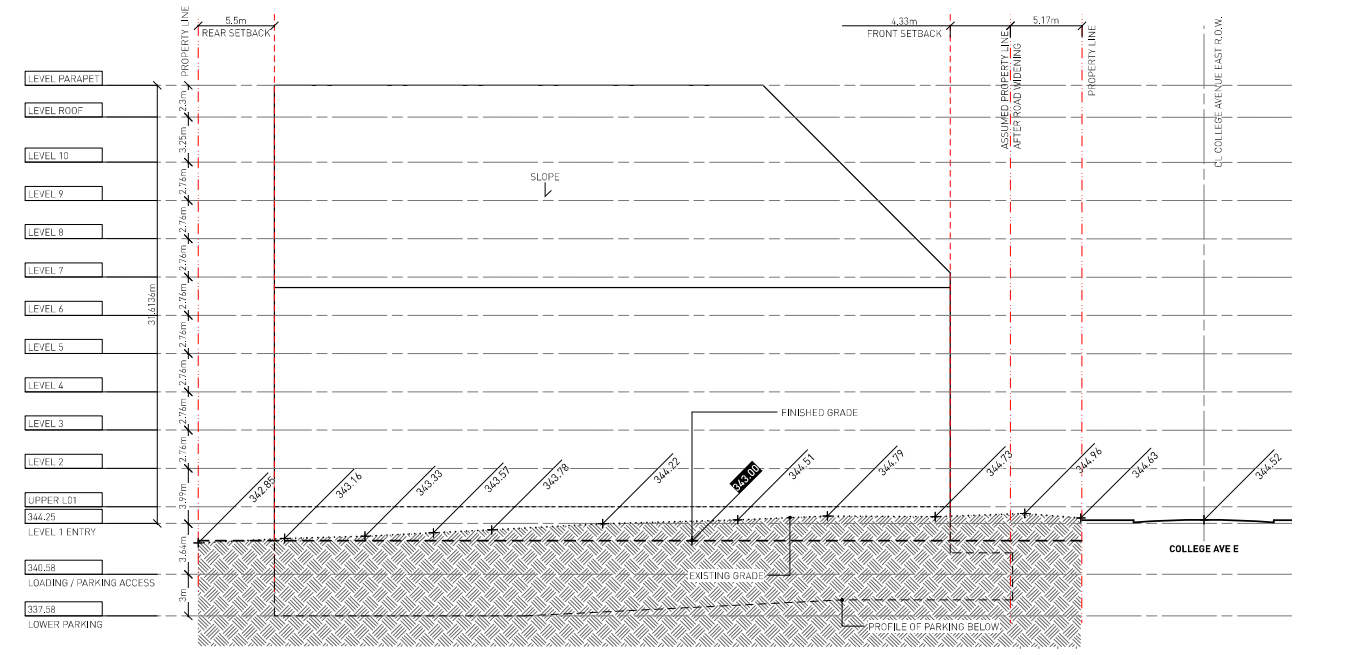 5.5m
REAR SETBACK
PROPERTY LINE
4.33m
FRONT SETBACK
5.17m
ASSUMED PROPERTY LINE
AFTER ROAD WIDENING
PROPERTY LINE
CL COLLEGE AVENUE EAST R.O.W.
LEVEL PARAPET
2.3m
LEVEL ROOF
3.25m
LEVEL 10
2.76m
LEVEL 9
2.76m
LEVEL 8
2.76m
LEVEL 7
2.76m
LEVEL 6
2.76m
LEVEL 5
2.76m
LEVEL 4
2.76m
LEVEL 3
2.76m
LEVEL 2
3.99m
UPPER L01
344.25
LEVEL 1 ENTRY
3.64m
340.58
LOADING / PARKING ACCESS
3m
337.58
LOWER PARKING
31.6136m
SLOPE
FINISHED GRADE
342.85
343.16
343.33
343.57
343.78
344.22
343.00
344.51
344.79
344.73
344.96
344.63
344.52
COLLEGE AVE E
EXISTING GRADE
PROFILE OF PARKING BELOW